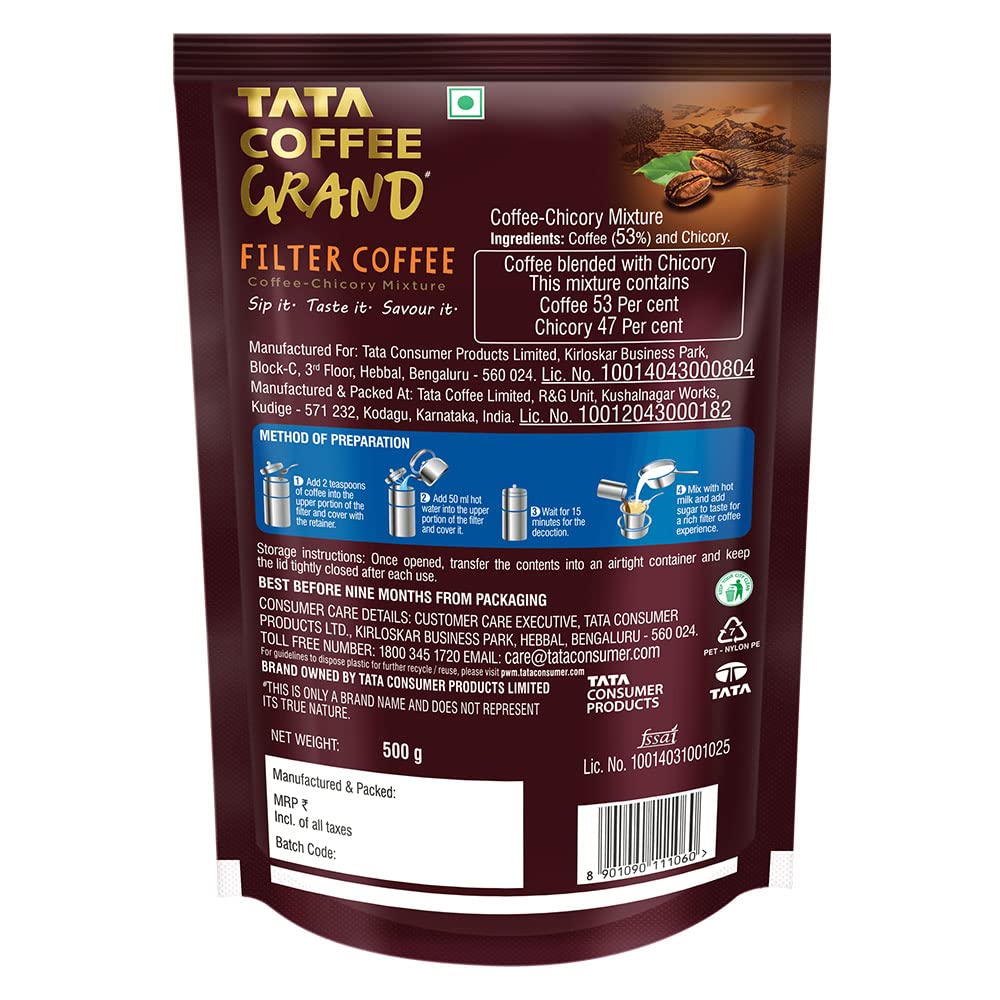 TATA
COFFEE
GRAND#
FILTER COFFEE
Coffee-Chicory Mixture
Sip it· Taste it· Savour it·
Coffee-Chicory Mixture
Ingredients: Coffee (53%) and Chicory.
Coffee blended with Chicory
This mixture contains
Coffee 53 Per cent
Chicory 47 Per cent
Manufactured For: Tata Consumer Products Limited, Kirloskar Business Park,
Block-C, 3rd Floor, Hebbal, Bengaluru - 560 024. Lic. No. 10014043000804
Manufactured & Packed At: Tata Coffee Limited, R&G Unit, Kushalnagar Works,
Kudige - 571 232, Kodagu, Karnataka, India. Lic. No. 10012043000182
METHOD OF PREPARATION
1 Add 2 teaspoons
of coffee into the
upper portion of the
filter and cover with
the retainer.
2 Add 50 ml hot
water into the upper
portion of the filter
and cover it.
3 Wait for 15
minutes for the
decoction.
4 Mix with hot
milk and add
sugar to taste for
a rich filter coffee
experience.
Storage instructions: Once opened, transfer the contents into an airtight container and keep
the lid tightly closed after each use.
BEST BEFORE NINE MONTHS FROM PACKAGING
CONSUMER CARE DETAILS: CUSTOMER CARE EXECUTIVE, TATA CONSUMER
PRODUCTS LTD., KIRLOSKAR BUSINESS PARK, HEBBAL, BENGALURU - 560 024.
TOLL FREE NUMBER: 1800 345 1720 EMAIL: care@tataconsumer.com
For guidelines to dispose plastic for further recycle / reuse, please visit pwm.tataconsumer.com
BRAND OWNED BY TATA CONSUMER PRODUCTS LIMITED
#THIS IS ONLY A BRAND NAME AND DOES NOT REPRESENT
ITS TRUE NATURE.
KEEP YOUR CITY CLEAN
7
PET - NYLON PE
TATA
CONSUMER
PRODUCTS
TATA
NET WEIGHT: 500 g
fssai
Lic. No. 10014031001025
Manufactured & Packed:
MRP ₹
Incl. of all taxes
Batch Code:
8 901090 111060 >